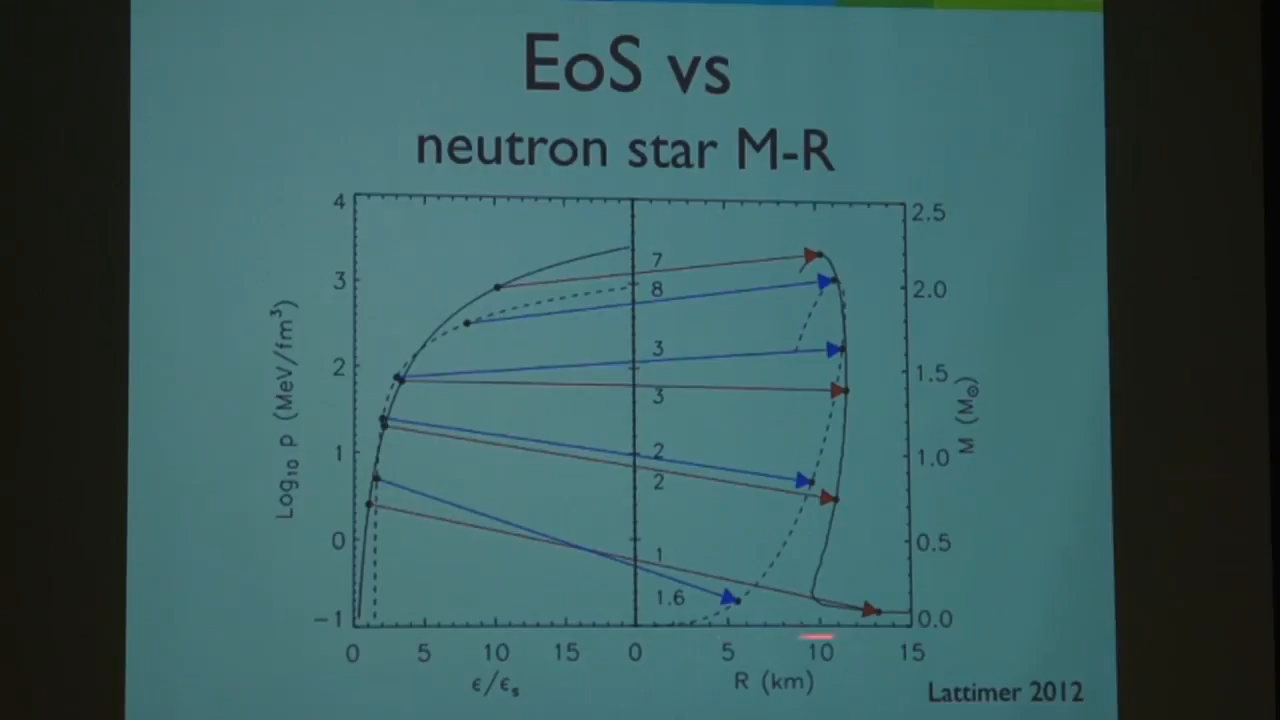 EoS vs
neutron star M-R
4
3
2
1
0
−1
Log₁₀ p (MeV/fm³)
7
8
3
3
2
2
1
1.6
2.5
2.0
1.5
1.0
0.5
0.0
M (M☉)
0 5 10 15 0 5 10 15
ϵ/ϵₛ R (km)
Lattimer 2012